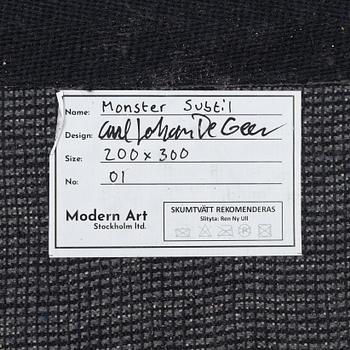 Name: Monster Subtil
Design: Carl Johan De Geer
Size: 200 x 300
No: 01
Modern Art
Stockholm ltd.
SKUMTVÄTT REKOMENDERAS
Slityta: Ren Ny Ull